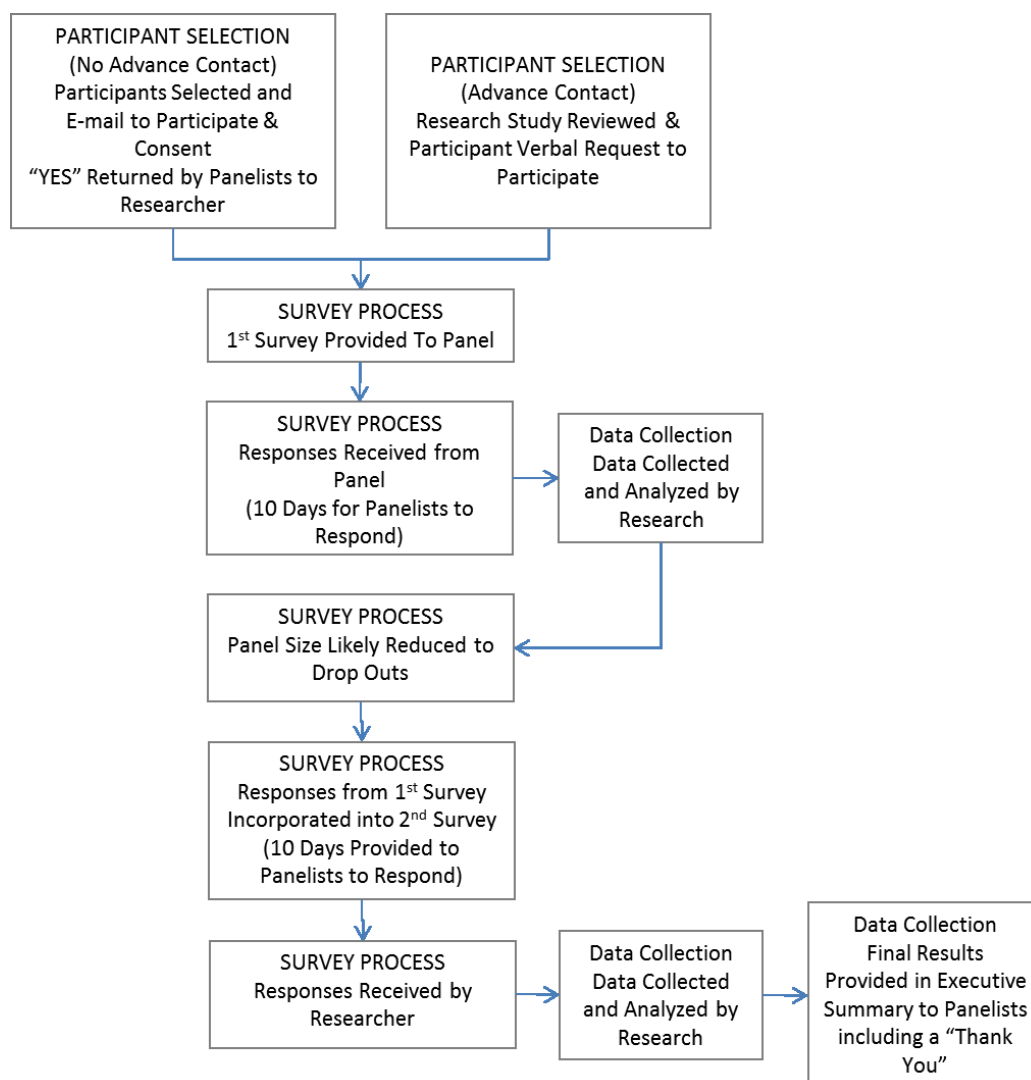 PARTICIPANT SELECTION
(No Advance Contact)
Participants Selected and
E-mail to Participate &
Consent
“YES” Returned by Panelists to
Researcher
PARTICIPANT SELECTION
(Advance Contact)
Research Study Reviewed &
Participant Verbal Request to
Participate
SURVEY PROCESS
1st Survey Provided To Panel
SURVEY PROCESS
Responses Received from
Panel
(10 Days for Panelists to
Respond)
Data Collection
Data Collected
and Analyzed by
Research
SURVEY PROCESS
Panel Size Likely Reduced to
Drop Outs
SURVEY PROCESS
Responses from 1st Survey
Incorporated into 2nd Survey
(10 Days Provided to
Panelists to Respond)
SURVEY PROCESS
Responses Received by
Researcher
Data Collection
Data Collected
and Analyzed by
Research
Data Collection
Final Results
Provided in Executive
Summary to Panelists
including a “Thank
You”